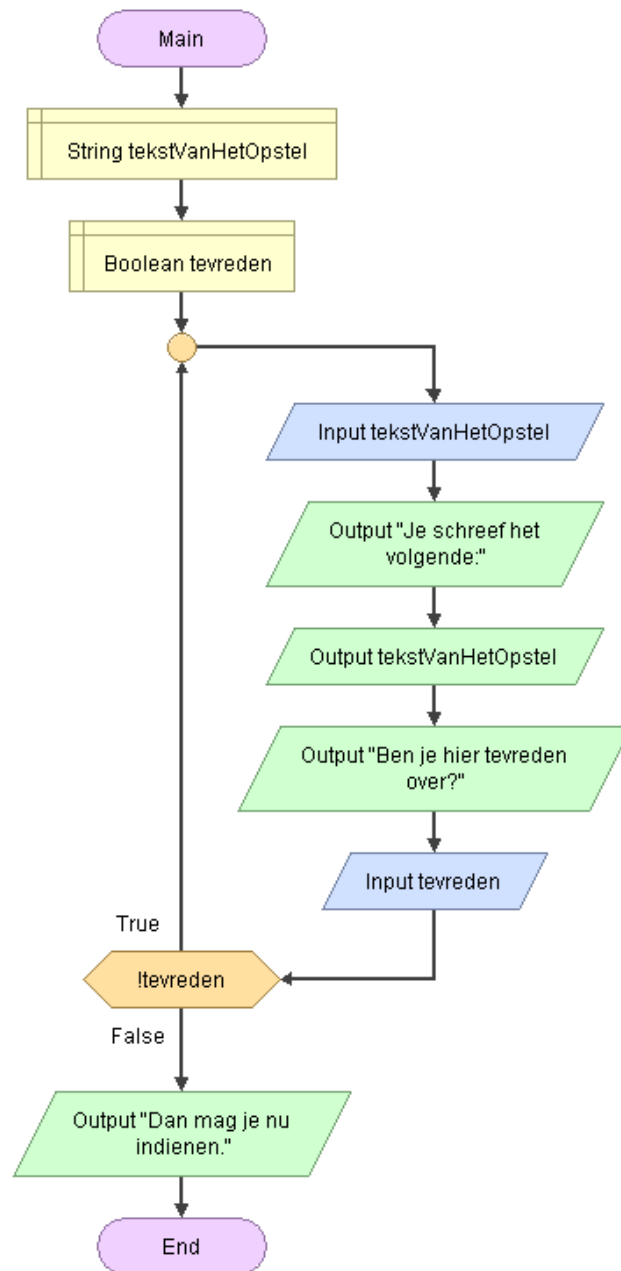 Main
String tekstVanHetOpstel
Boolean tevreden
Input tekstVanHetOpstel
Output "Je schreef het
volgende:"
Output tekstVanHetOpstel
Output "Ben je hier tevreden
over?"
Input tevreden
True
!tevreden
False
Output "Dan mag je nu
indienen."
End